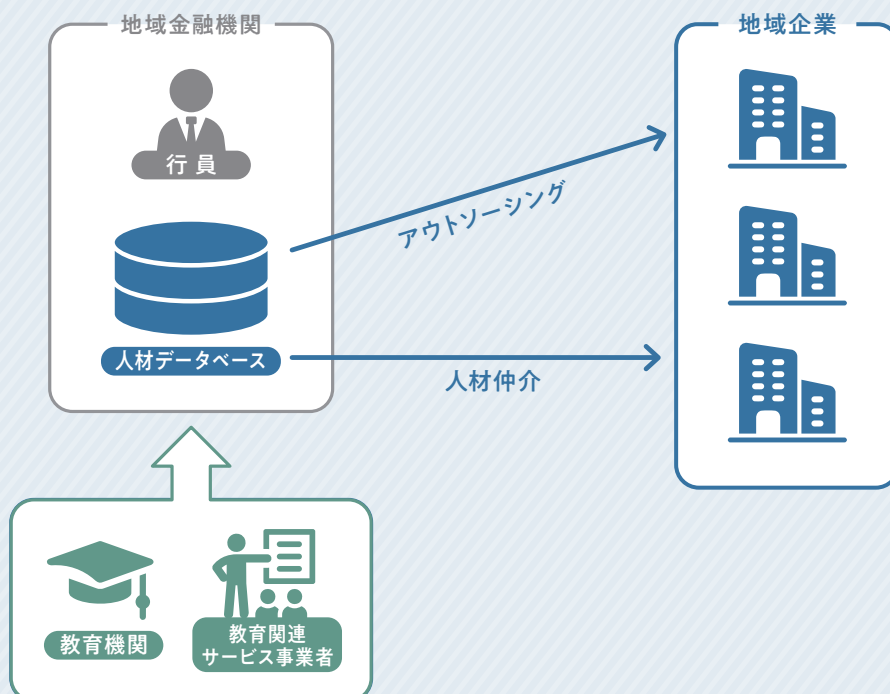 地域金融機関
地域企業
行員
アウトソーシング
人材データベース
人材仲介
教育機関
教育関連
サービス事業者